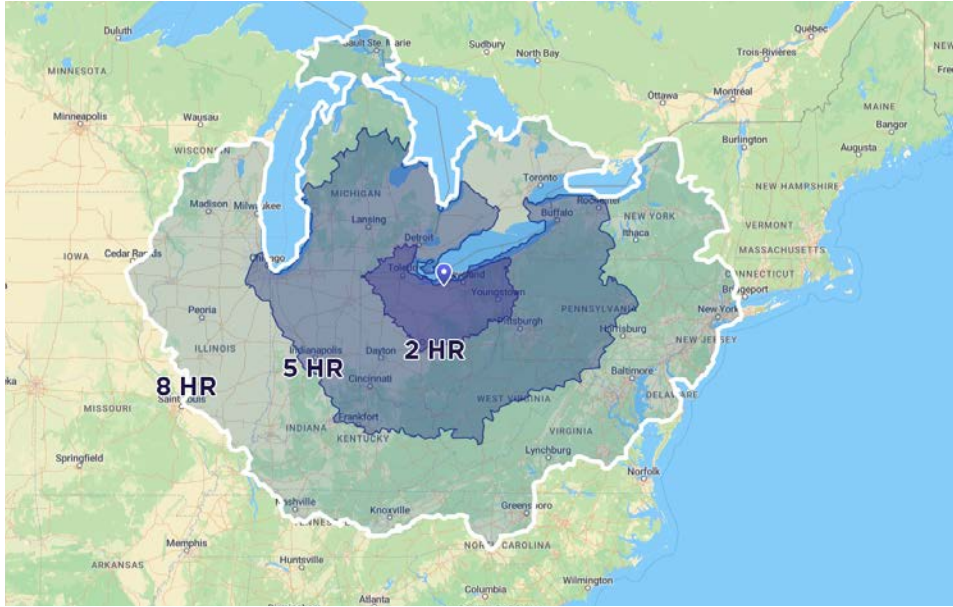 Duluth
Sault Ste. Marie
Sudbury
North Bay
Québec
Trois-Rivières
NEW
MINNESOTA
Ottawa
Montréal
MAINE
Minneapolis
Wausau
Bangor
Burlington
Augusta
WISCONSIN
Toronto
NEW HAMPSHIRE
MICHIGAN
Rochester
Madison
Milwaukee
Lansing
Buffalo
NEW YORK
VERMONT
Detroit
Ithaca
MASSACHUSETTS
IOWA
Cedar Rapids
Chicago
Toledo
CONNECTICUT
Bridgeport
Youngstown
Peoria
PENNSYLVANIA
New York
Pittsburgh
Harrisburg
ILLINOIS
Indianapolis
Dayton
2 HR
NEW JERSEY
5 HR
Cincinnati
Baltimore
8 HR
Saint Louis
WEST VIRGINIA
DELAWARE
MISSOURI
Frankfort
INDIANA
KENTUCKY
VIRGINIA
Lynchburg
Springfield
Norfolk
Nashville
Knoxville
Greensboro
TENNESSEE
Memphis
NORTH CAROLINA
Huntsville
ARKANSAS
Wilmington
Columbia
Atlanta